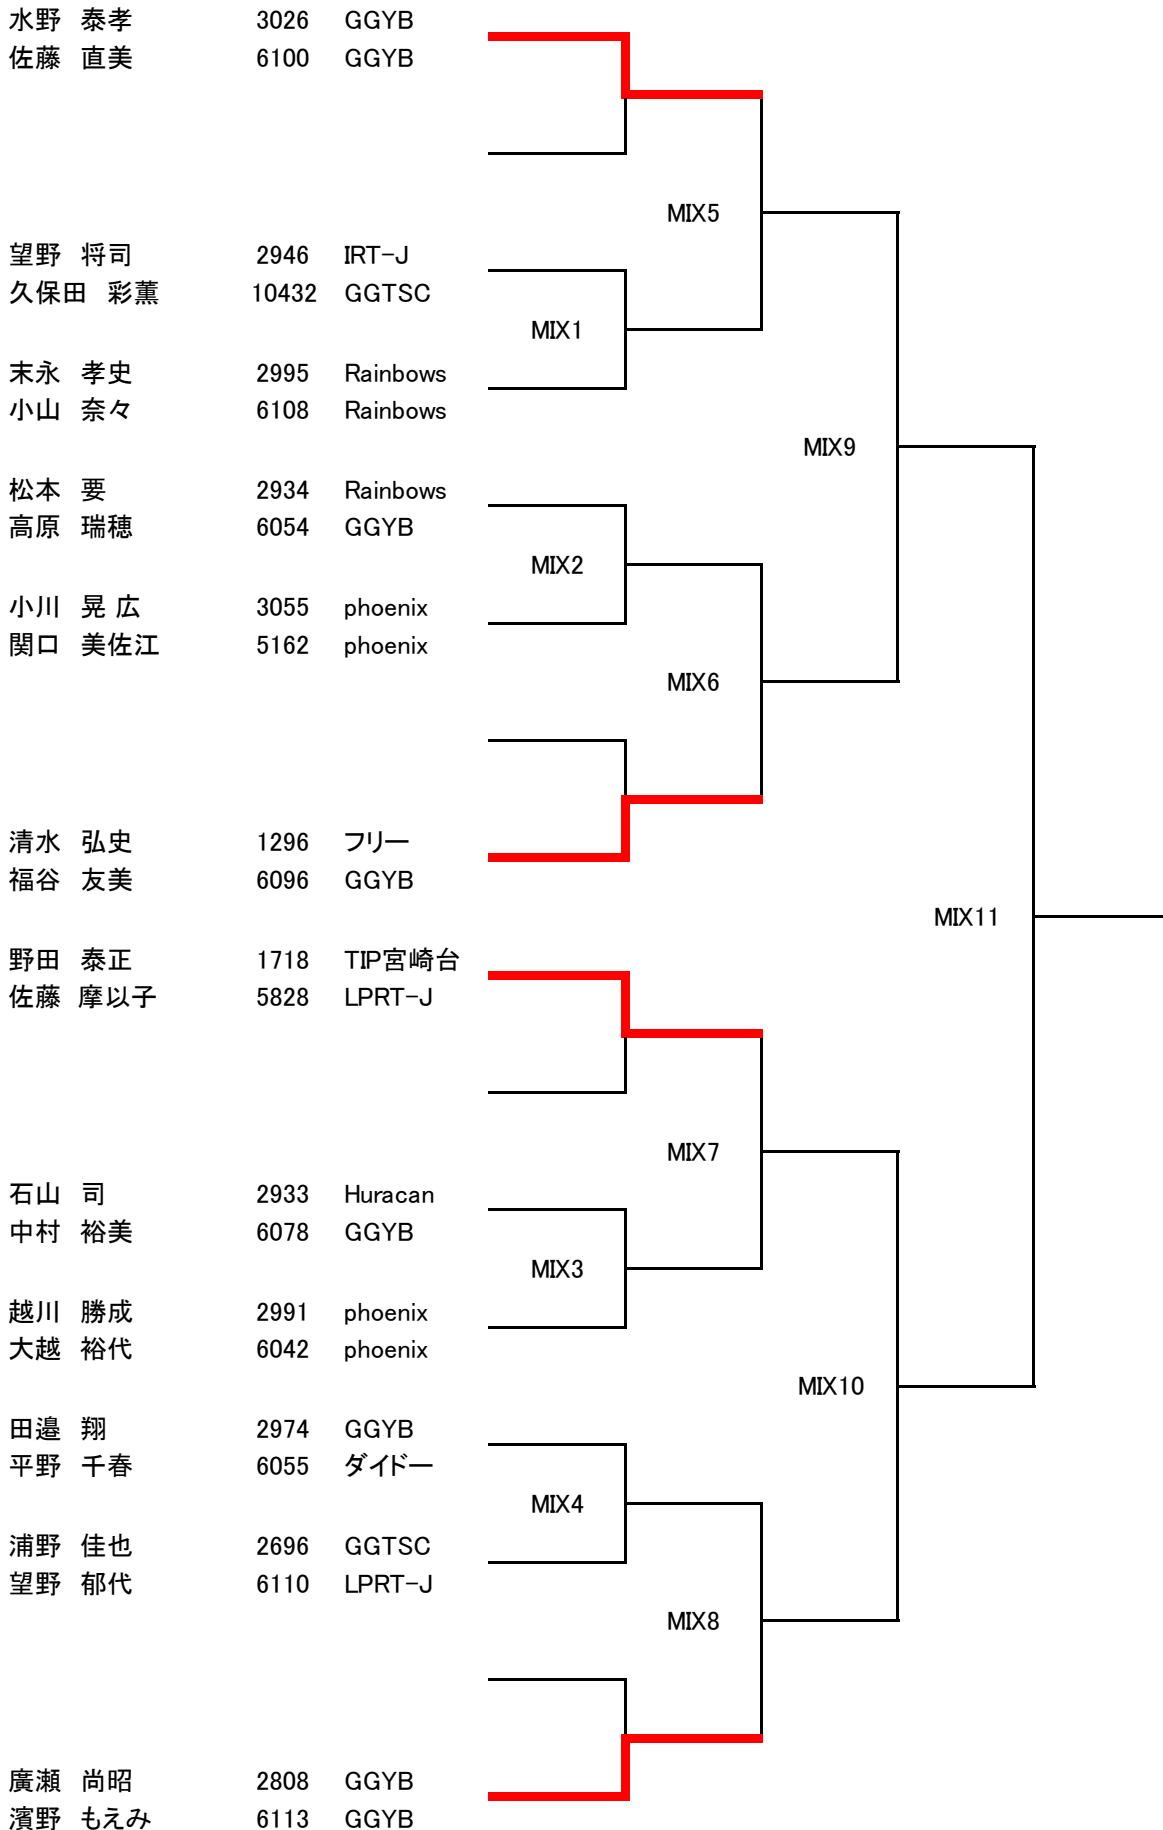 水野 泰孝 3026 GGYB
佐藤 直美 6100 GGYB
MIX5
望野 将司 2946 IRT-J
久保田 彩薫 10432 GGTSC
MIX1
末永 孝史 2995 Rainbows
小山 奈々 6108 Rainbows
MIX9
松本 要 2934 Rainbows
高原 瑞穂 6054 GGYB
MIX2
小川 晃 広 3055 phoenix
関口 美佐江 5162 phoenix
MIX6
清水 弘史 1296 フリー
福谷 友美 6096 GGYB
MIX11
野田 泰正 1718 TIP宮崎台
佐藤 摩以子 5828 LPRT-J
MIX7
石山 司 2933 Huracan
中村 裕美 6078 GGYB
MIX3
越川 勝成 2991 phoenix
大越 裕代 6042 phoenix
MIX10
田邉 翔 2974 GGYB
平野 千春 6055 ダイドー
MIX4
浦野 佳也 2696 GGTSC
望野 郁代 6110 LPRT-J
MIX8
廣瀬 尚昭 2808 GGYB
濱野 もえみ 6113 GGYB